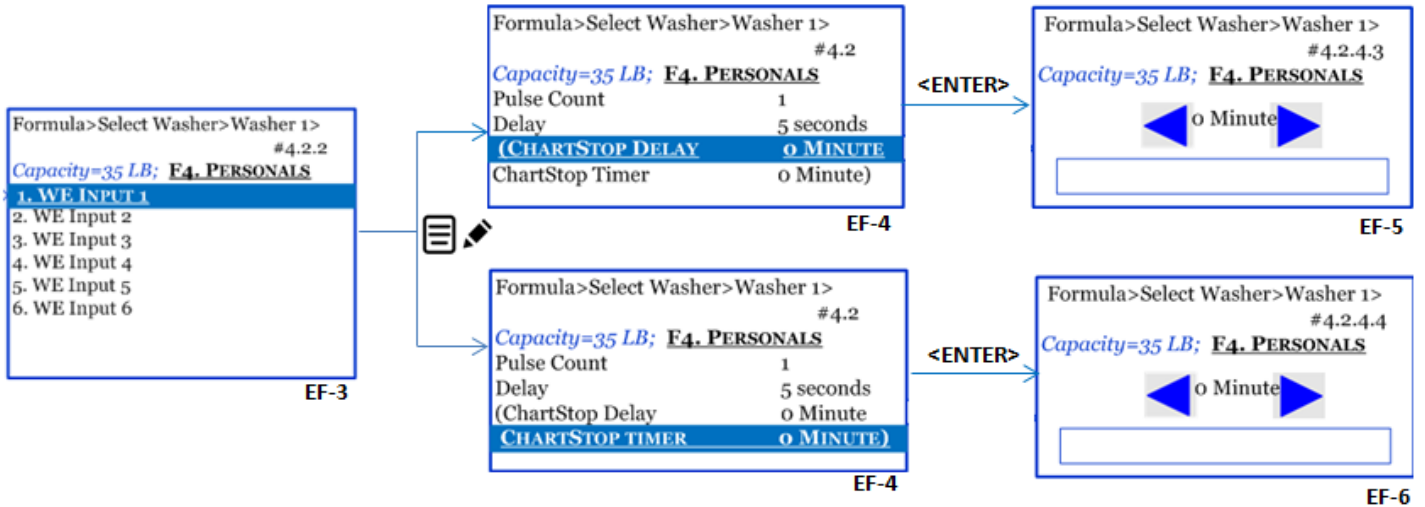 Formula>Select Washer>Washer 1>
#4.2.2
Capacity=35 LB; F4. PERSONALS
1. WE INPUT 1
2. WE Input 2
3. WE Input 3
4. WE Input 4
5. WE Input 5
6. WE Input 6
EF-3
Formula>Select Washer>Washer 1>
#4.2
Capacity=35 LB; F4. PERSONALS
Pulse Count 1
Delay 5 seconds
(CHARTSTOP DELAY 0 MINUTE
ChartStop Timer 0 Minute)
EF-4
<ENTER>
Formula>Select Washer>Washer 1>
#4.2.4.3
Capacity=35 LB; F4. PERSONALS
0 Minute
EF-5
Formula>Select Washer>Washer 1>
#4.2
Capacity=35 LB; F4. PERSONALS
Pulse Count 1
Delay 5 seconds
(ChartStop Delay 0 Minute
CHARTSTOP TIMER 0 MINUTE)
EF-4
<ENTER>
Formula>Select Washer>Washer 1>
#4.2.4.4
Capacity=35 LB; F4. PERSONALS
0 Minute
EF-6